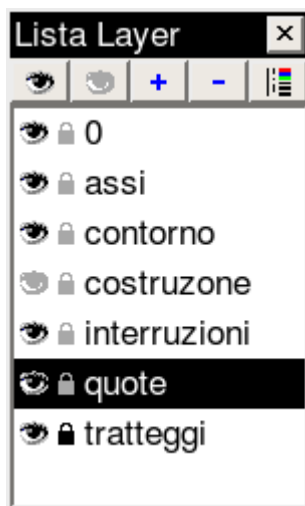 Lista Layer
0
assi
contorno
costruzone
interruzioni
quote
tratteggi